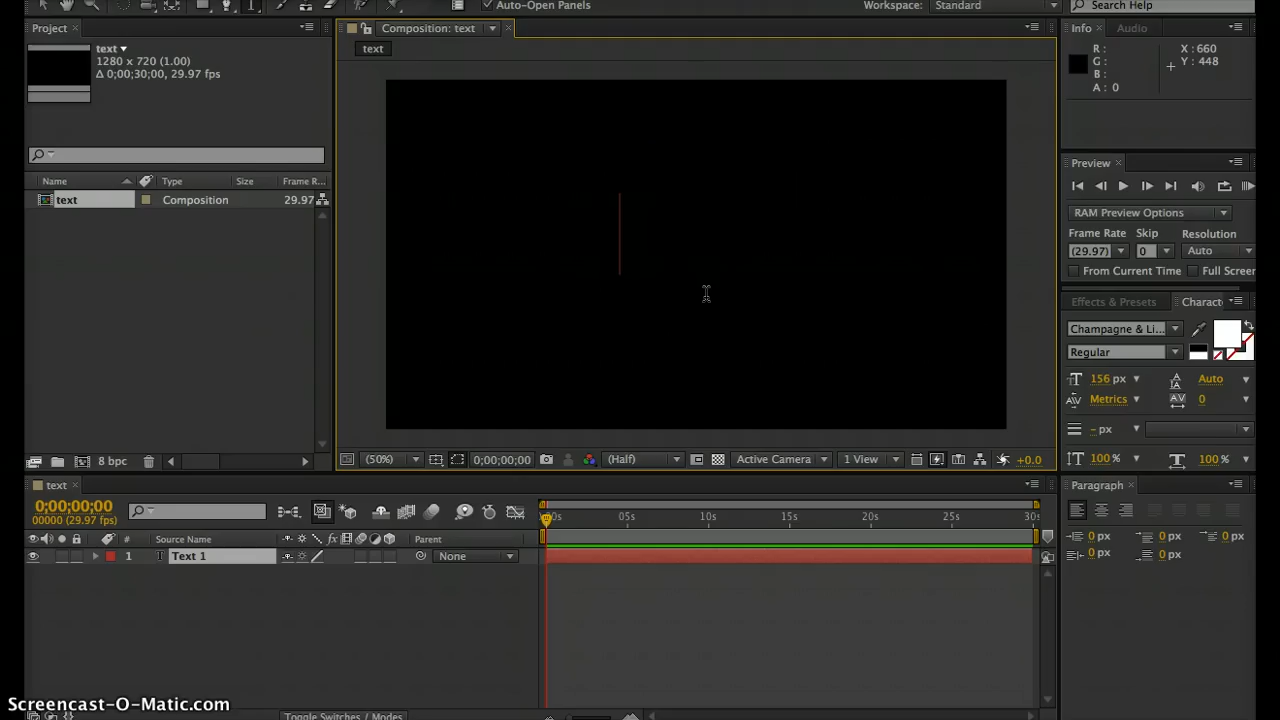 Auto-Open Panels
Workspace: Standard
Search Help
Project
Composition: text
Info
Audio
text
1280 x 720 (1.00)
Δ 0;00;30;00, 29.97 fps
text
R :
G :
B :
A : 0
X : 660
Y : 448
Preview
Name
Type
Size
Frame R...
text
Composition
29.97
RAM Preview Options
Frame Rate
Skip
Resolution
(29.97)
0
Auto
From Current Time
Full Screen
Effects & Presets
Charact
Champagne & Li...
Regular
156 px
Auto
Metrics
0
- px
100 %
100 %
8 bpc
(50%)
0;00;00;00
(Half)
Active Camera
1 View
+0.0
text
Paragraph
0;00;00;00
00000 (29.97 fps)
00s
05s
10s
15s
20s
25s
30s
#
Source Name
Parent
1
T
Text 1
None
0 px
0 px
0 px
0 px
0 px
Toggle Switches / Modes
Screencast-O-Matic.com